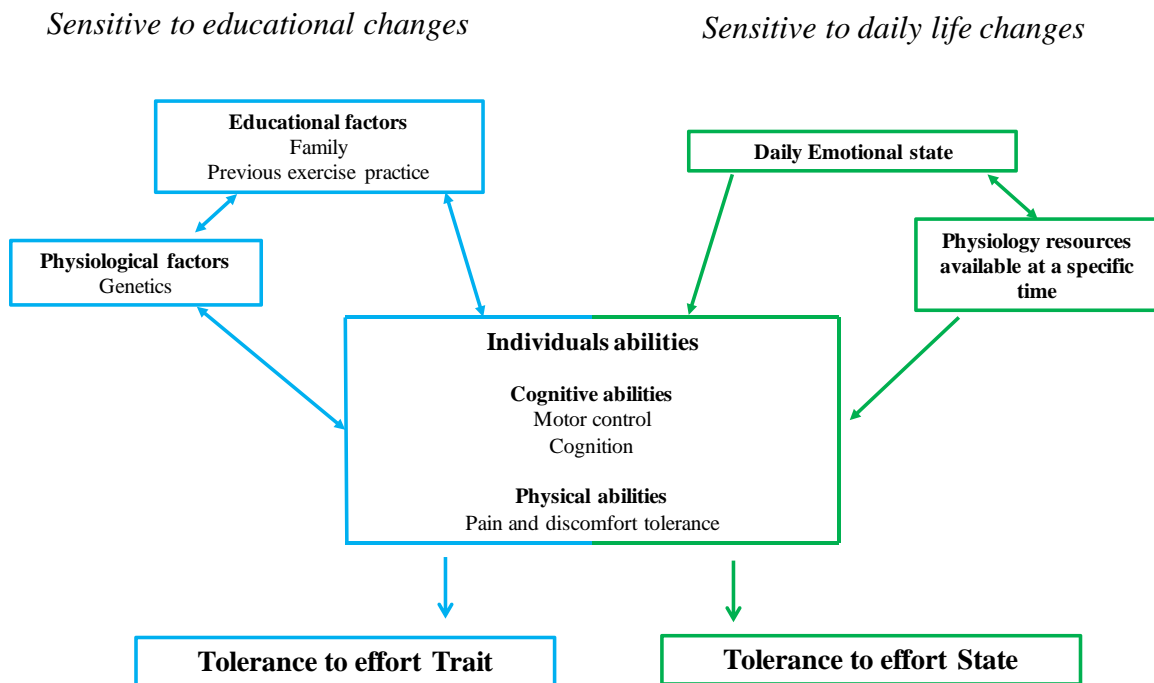 Sensitive to educational changes
Sensitive to daily life changes
Educational factors
Family
Previous exercise practice
Daily Emotional state
Physiological factors
Genetics
Physiology resources
available at a specific
time
Individuals abilities
Cognitive abilities
Motor control
Cognition
Physical abilities
Pain and discomfort tolerance
Tolerance to effort Trait
Tolerance to effort State